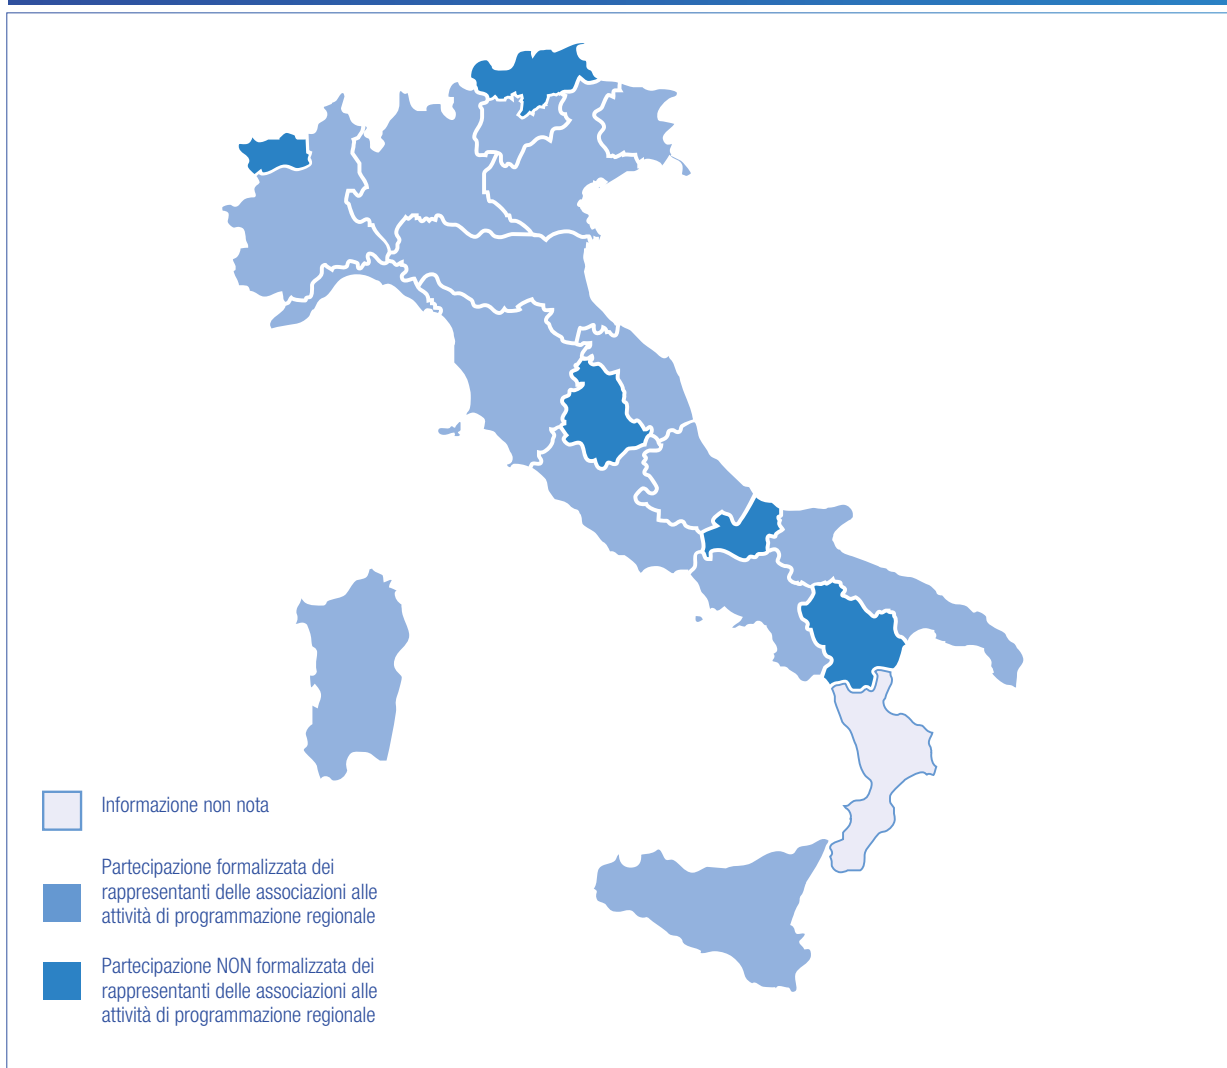 Informazione non nota
Partecipazione formalizzata dei
rappresentanti delle associazioni alle
attività di programmazione regionale
Partecipazione NON formalizzata dei
rappresentanti delle associazioni alle
attività di programmazione regionale